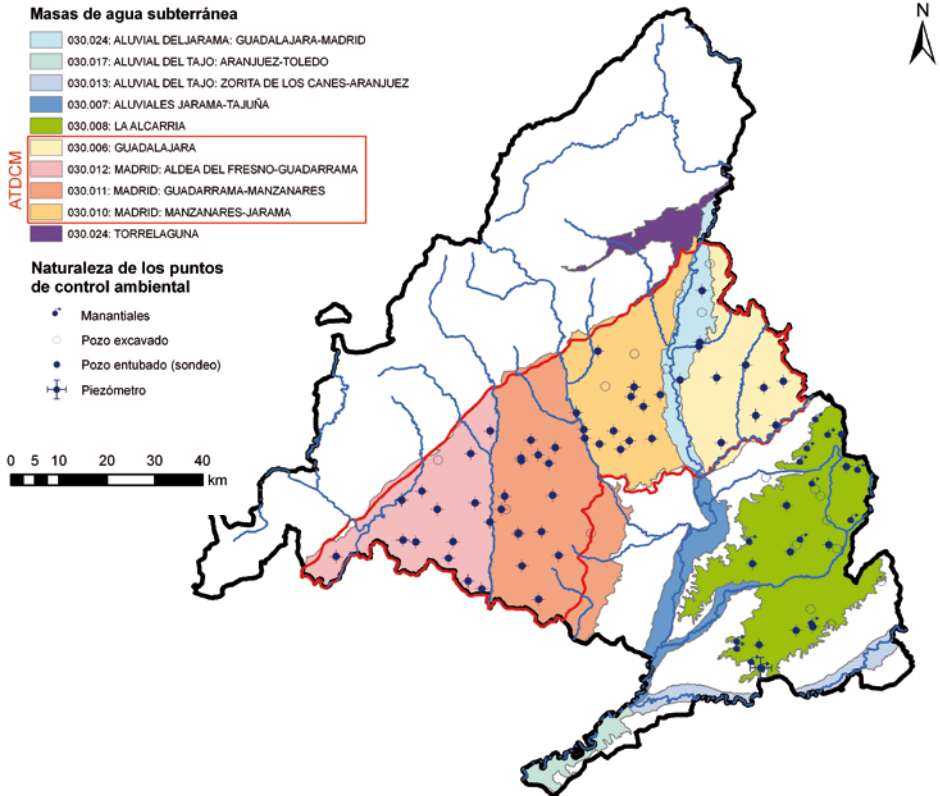 Masas de agua subterránea
030.024: ALUVIAL DELJARAMA: GUADALAJARA-MADRID
030.017: ALUVIAL DEL TAJO: ARANJUEZ-TOLEDO
030.013: ALUVIAL DEL TAJO: ZORITA DE LOS CANES-ARANJUEZ
030.007: ALUVIALES JARAMA-TAJUÑA
030.008: LA ALCARRIA
ATDCM
030.006: GUADALAJARA
030.012: MADRID: ALDEA DEL FRESNO-GUADARRAMA
030.011: MADRID: GUADARRAMA-MANZANARES
030.010: MADRID: MANZANARES-JARAMA
030.024: TORRELAGUNA
Naturaleza de los puntos
de control ambiental
Manantiales
Pozo excavado
Pozo entubado (sondeo)
Piezómetro
0 5 10 20 30 40
km
N